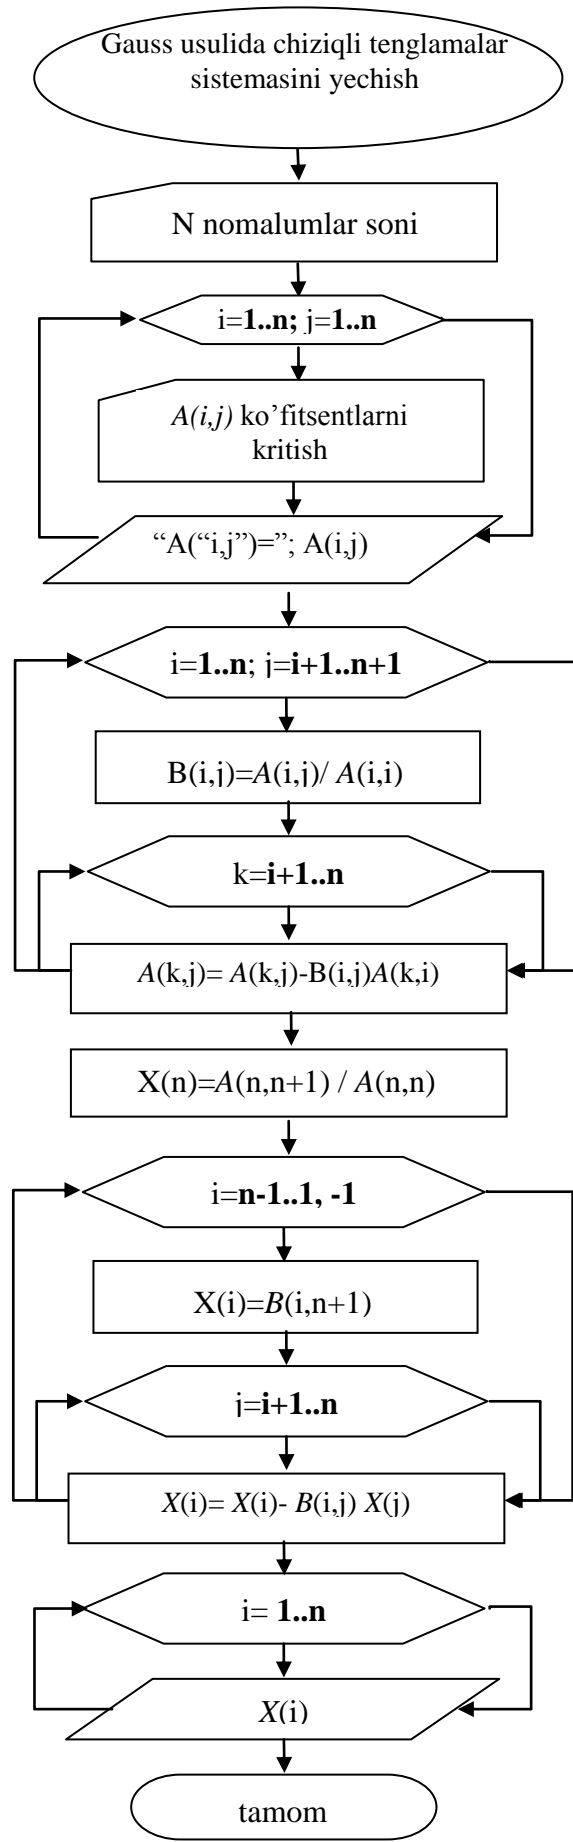 Gauss usulida chiziqli tenglamalar
sistemasini yechish
N nomalumlar soni
i=1..n; j=1..n
A(i,j) ko’fitsentlarni
kritish
“A(“i,j”)=”; A(i,j)
i=1..n; j=i+1..n+1
B(i,j)=A(i,j)/ A(i,i)
k=i+1..n
A(k,j)= A(k,j)-B(i,j)A(k,i)
X(n)=A(n,n+1) / A(n,n)
i=n-1..1, -1
X(i)=B(i,n+1)
j=i+1..n
X(i)= X(i)- B(i,j) X(j)
i= 1..n
X(i)
tamom